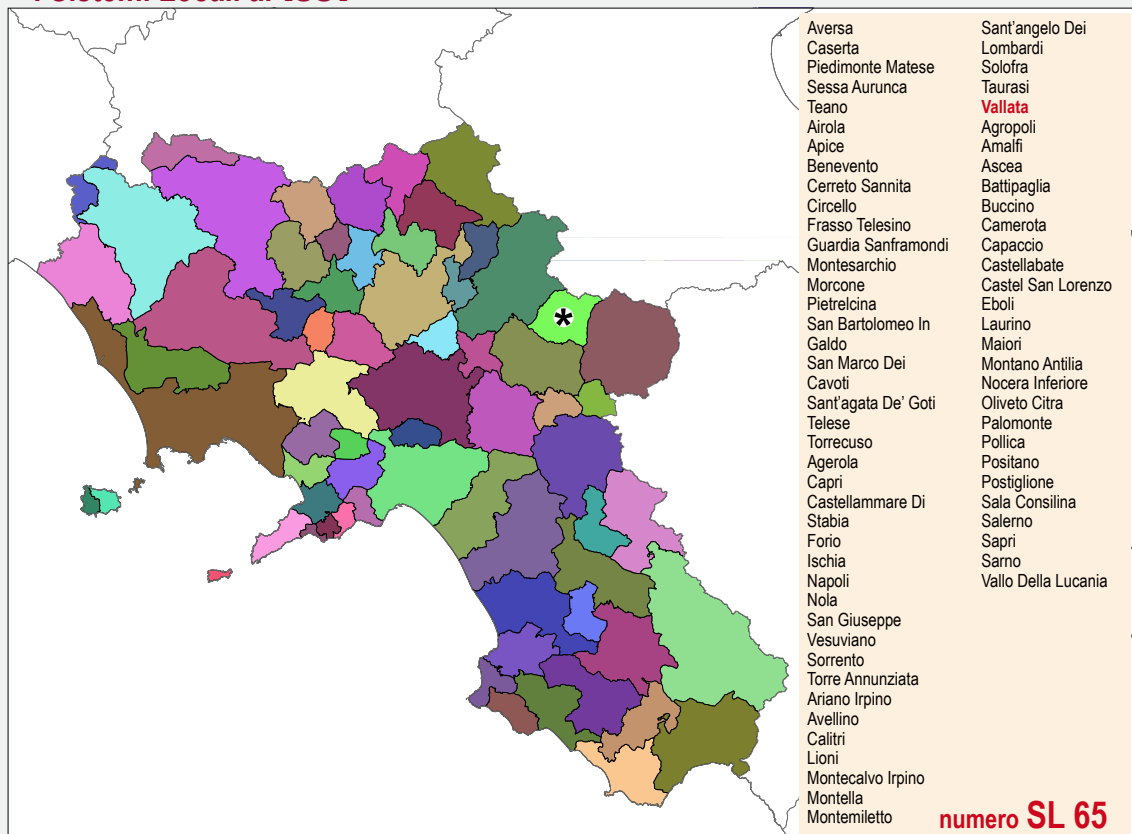 Aversa
Caserta
Piedimonte Matese
Sessa Aurunca
Teano
Airola
Apice
Benevento
Cerreto Sannita
Circello
Frasso Telesino
Guardia Sanframondi
Montesarchio
Morcone
Pietrelcina
San Bartolomeo In
Galdo
San Marco Dei
Cavoti
Sant'agata De' Goti
Telese
Torrecuso
Agerola
Capri
Castellammare Di
Stabia
Forio
Ischia
Napoli
Nola
San Giuseppe
Vesuviano
Sorrento
Torre Annunziata
Ariano Irpino
Avellino
Calitri
Lioni
Montecalvo Irpino
Montella
Montemiletto
Sant'angelo Dei
Lombardi
Solofra
Taurasi
Vallata
Agropoli
Amalfi
Ascea
Battipaglia
Buccino
Camerota
Capaccio
Castellabate
Castel San Lorenzo
Eboli
Laurino
Maiori
Montano Antilia
Nocera Inferiore
Oliveto Citra
Palomonte
Pollica
Positano
Postiglione
Sala Consilina
Salerno
Sapri
Sarno
Vallo Della Lucania
numero SL 65
*